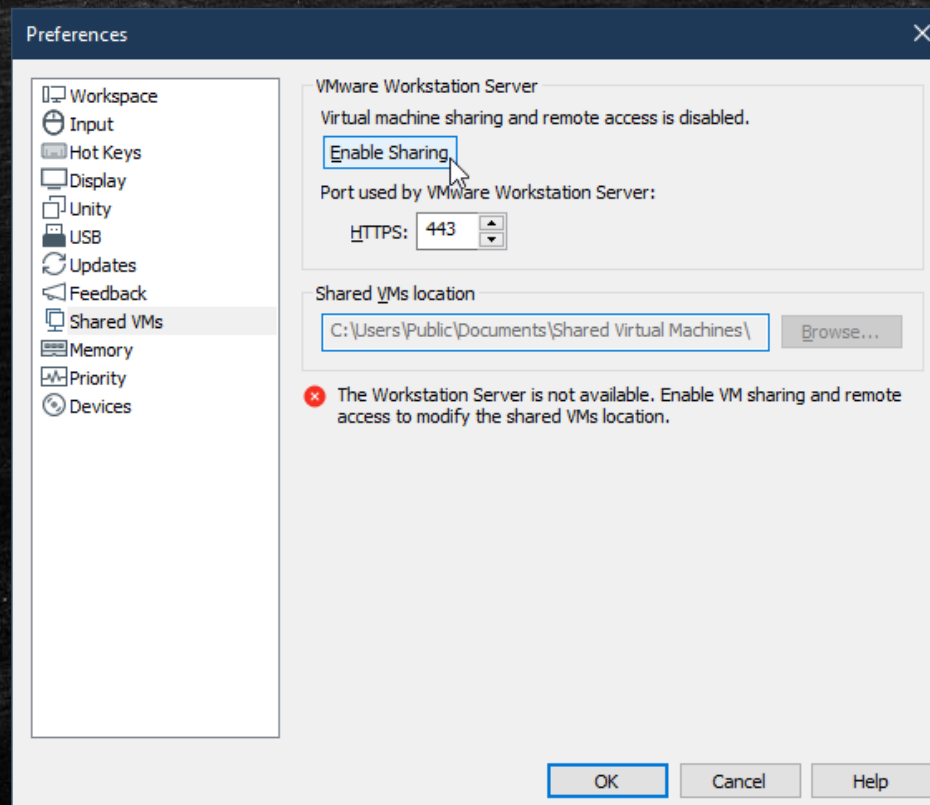 Preferences
Workspace
Input
Hot Keys
Display
Unity
USB
Updates
Feedback
Shared VMs
Memory
Priority
Devices
VMware Workstation Server
Virtual machine sharing and remote access is disabled.
Enable Sharing
Port used by VMware Workstation Server:
HTTPS: 443
Shared VMs location
C:\Users\Public\Documents\Shared Virtual Machines\ Browse...
The Workstation Server is not available. Enable VM sharing and remote
access to modify the shared VMs location.
OK Cancel Help